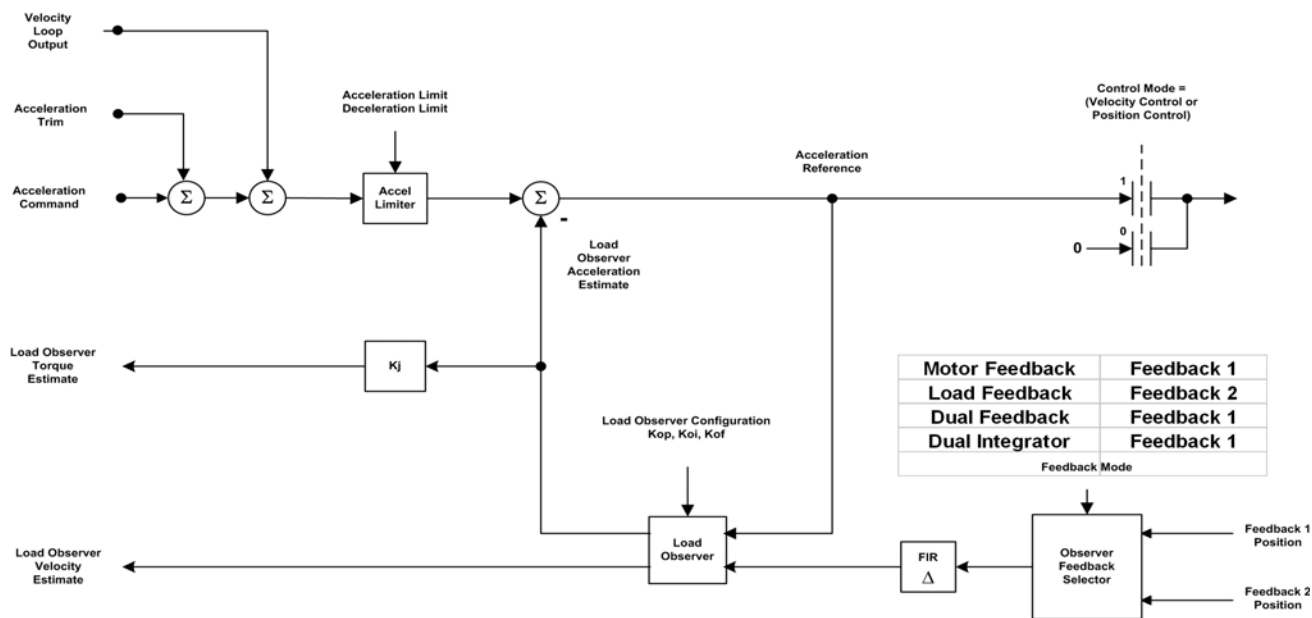 Velocity
Loop
Output
Acceleration
Trim
Acceleration
Command
Σ
Σ
Acceleration Limit
Deceleration Limit
Accel
Limiter
Σ
-
Load
Observer
Acceleration
Estimate
Acceleration
Reference
Control Mode =
(Velocity Control or
Position Control)
1
0
0
Load Observer
Torque
Estimate
Kj
Load Observer Configuration
Kop, Koi, Kof
Motor Feedback Feedback 1
Load Feedback Feedback 2
Dual Feedback Feedback 1
Dual Integrator Feedback 1
Feedback Mode
Load Observer
Velocity
Estimate
Load
Observer
FIR
Δ
Observer
Feedback
Selector
Feedback 1
Position
Feedback 2
Position